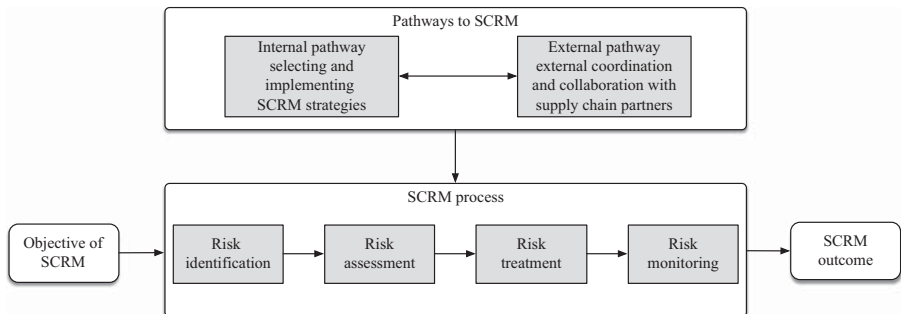 Pathways to SCRM
Internal pathway
selecting and
implementing
SCRM strategies
External pathway
external coordination
and collaboration with
supply chain partners
SCRM process
Objective of
SCRM
Risk
identification
Risk
assessment
Risk
treatment
Risk
monitoring
SCRM
outcome